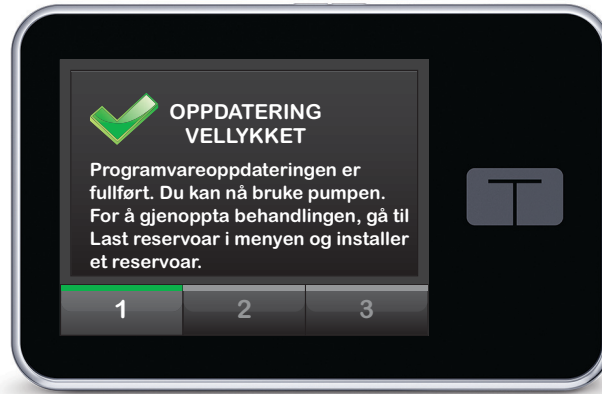 OPPDATERING
VELLYKKET
Programvareoppdateringen er
fullført. Du kan nå bruke pumpen.
For å gjenoppta behandlingen, gå til
Last reservoar i menyen og installer
et reservoar.
1 2 3